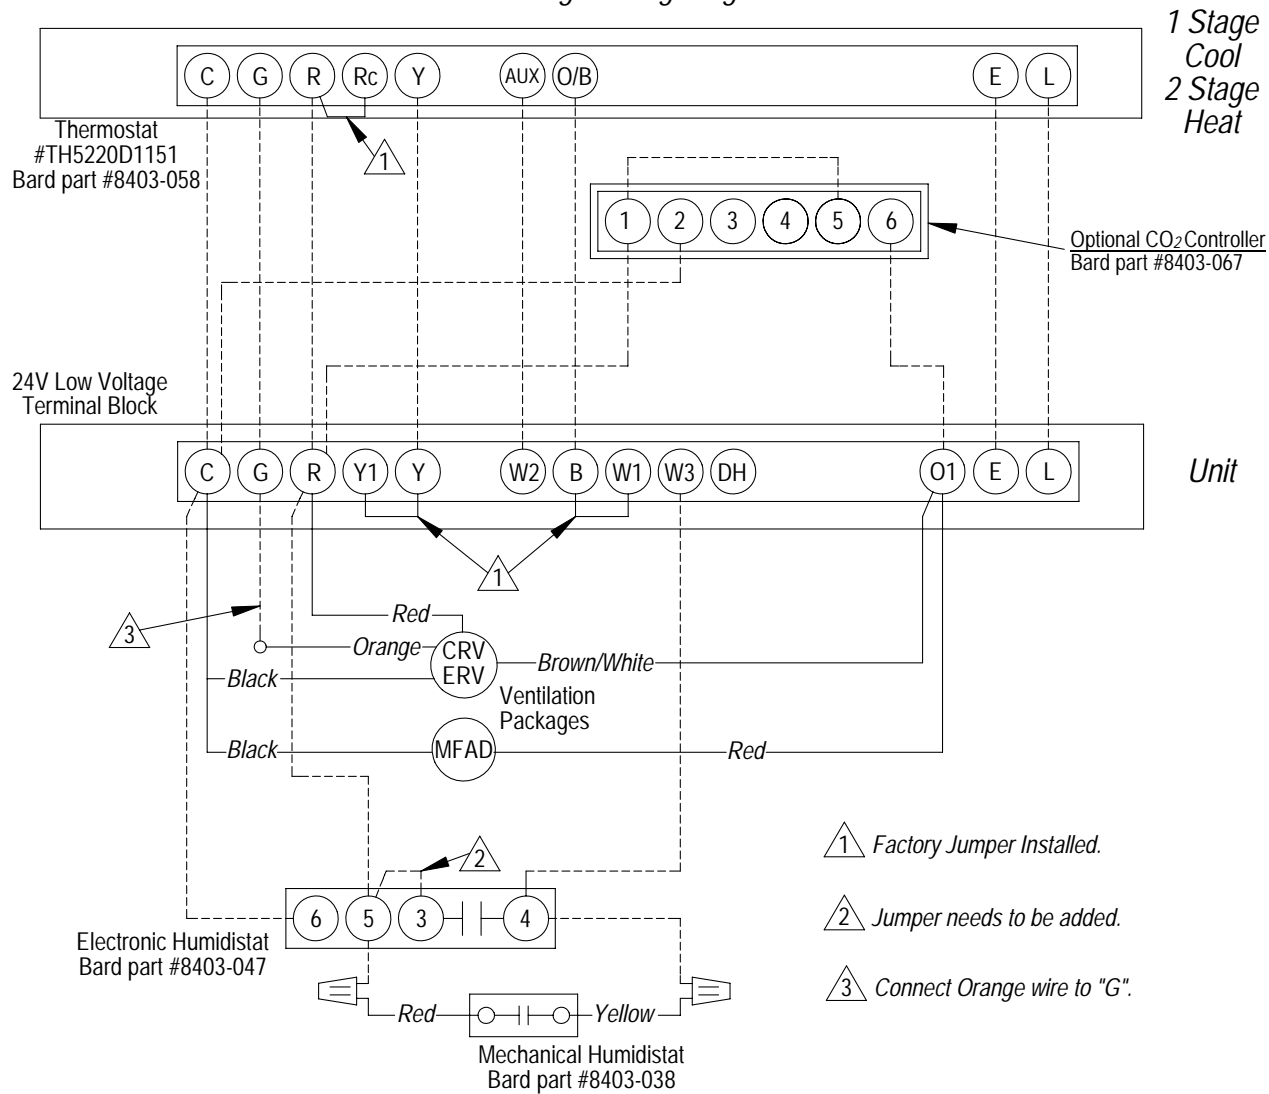 1 Stage
Cool
2 Stage
Heat
C G R Rc Y AUX O/B E L
Thermostat
#TH5220D1151
Bard part #8403-058
1
1 2 3 4 5 6
Optional CO2 Controller
Bard part #8403-067
24V Low Voltage
Terminal Block
C G R Y1 Y W2 B W1 W3 DH O1 E L
Unit
1
3
Red
Orange
CRV
ERV
Brown/White
Black
Ventilation
Packages
Black
MFAD
Red
2
6 5 3 4
Electronic Humidistat
Bard part #8403-047
Red
Yellow
Mechanical Humidistat
Bard part #8403-038
1 Factory Jumper Installed.
2 Jumper needs to be added.
3 Connect Orange wire to "G".